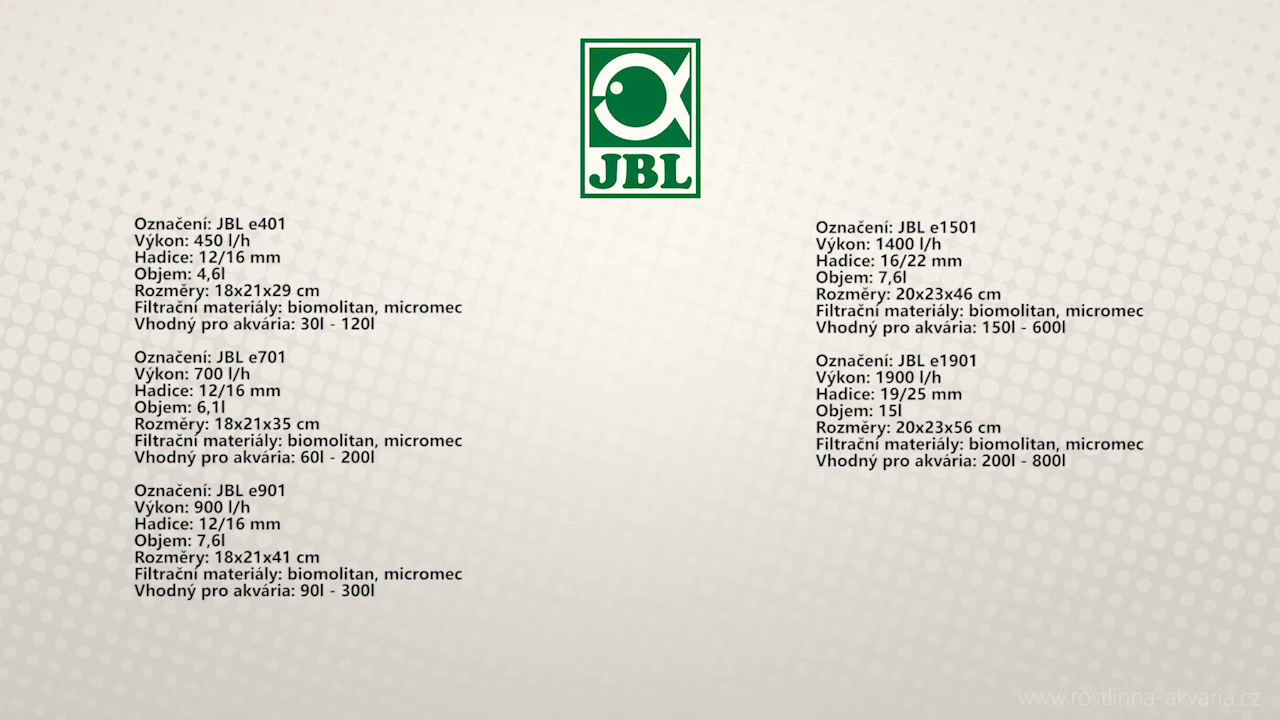 JBL
Označení: JBL e401
Výkon: 450 l/h
Hadice: 12/16 mm
Objem: 4,6l
Rozměry: 18x21x29 cm
Filtrační materiály: biomolitan, micromec
Vhodný pro akvária: 30l - 120l
Označení: JBL e701
Výkon: 700 l/h
Hadice: 12/16 mm
Objem: 6,1l
Rozměry: 18x21x35 cm
Filtrační materiály: biomolitan, micromec
Vhodný pro akvária: 60l - 200l
Označení: JBL e901
Výkon: 900 l/h
Hadice: 12/16 mm
Objem: 7,6l
Rozměry: 18x21x41 cm
Filtrační materiály: biomolitan, micromec
Vhodný pro akvária: 90l - 300l
Označení: JBL e1501
Výkon: 1400 l/h
Hadice: 16/22 mm
Objem: 7,6l
Rozměry: 20x23x46 cm
Filtrační materiály: biomolitan, micromec
Vhodný pro akvária: 150l - 600l
Označení: JBL e1901
Výkon: 1900 l/h
Hadice: 19/25 mm
Objem: 15l
Rozměry: 20x23x56 cm
Filtrační materiály: biomolitan, micromec
Vhodný pro akvária: 200l - 800l
www.rostlinna-akvaria.cz